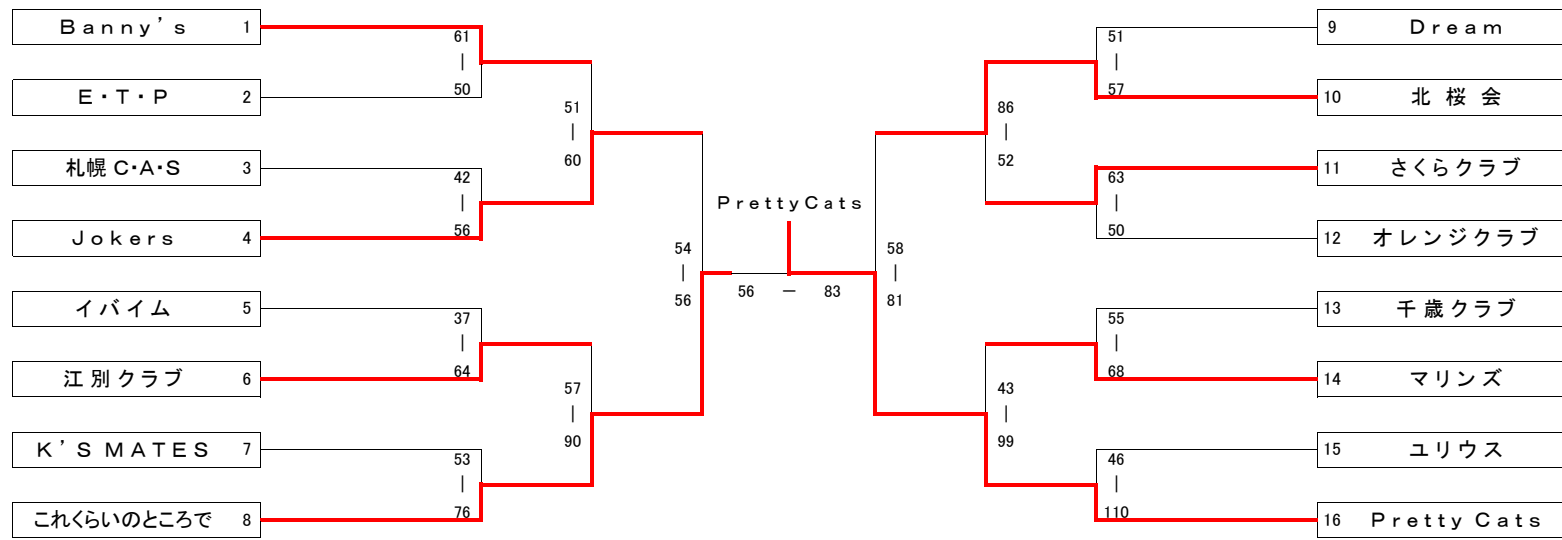 Banny's 1
E・T・P 2
札幌 C・A・S 3
Jokers 4
イバイム 5
江別クラブ 6
K'S MATES 7
これくらいのところで 8
61
|
50
42
|
56
37
|
64
53
|
76
51
|
60
57
|
90
54
|
56
PrettyCats
56 － 83
58
|
81
86
|
52
43
|
99
51
|
57
63
|
50
55
|
68
46
|
110
9 Dream
10 北桜会
11 さくらクラブ
12 オレンジクラブ
13 千歳クラブ
14 マリンズ
15 ユリウス
16 Pretty Cats